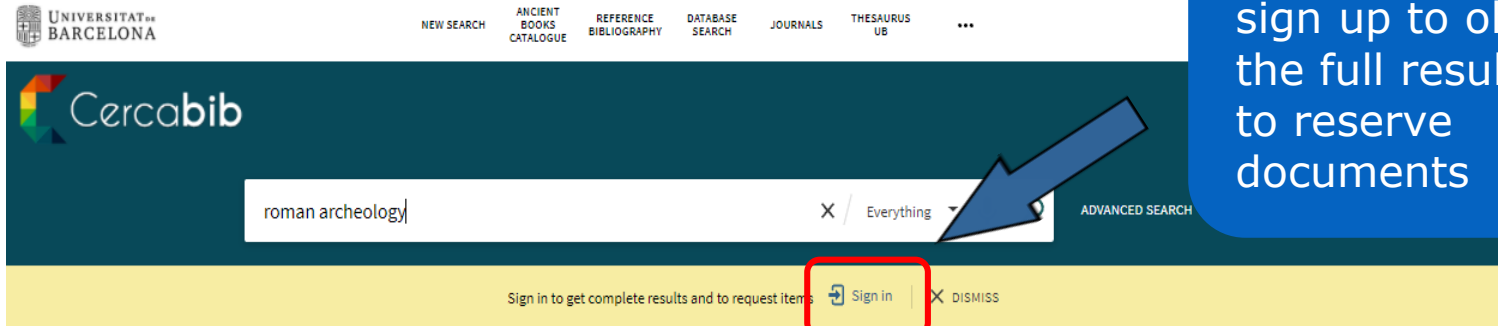 UNIVERSITAT DE
BARCELONA
NEW SEARCH
ANCIENT
BOOKS
CATALOGUE
REFERENCE
BIBLIOGRAPHY
DATABASE
SEARCH
JOURNALS
THESAURUS
UB
•••
sign up to
the full
to reserve
documents
Cercabib
roman archeology
Everything
ADVANCED SEARCH
Sign in to get complete results and to request items
Sign in
DISMISS